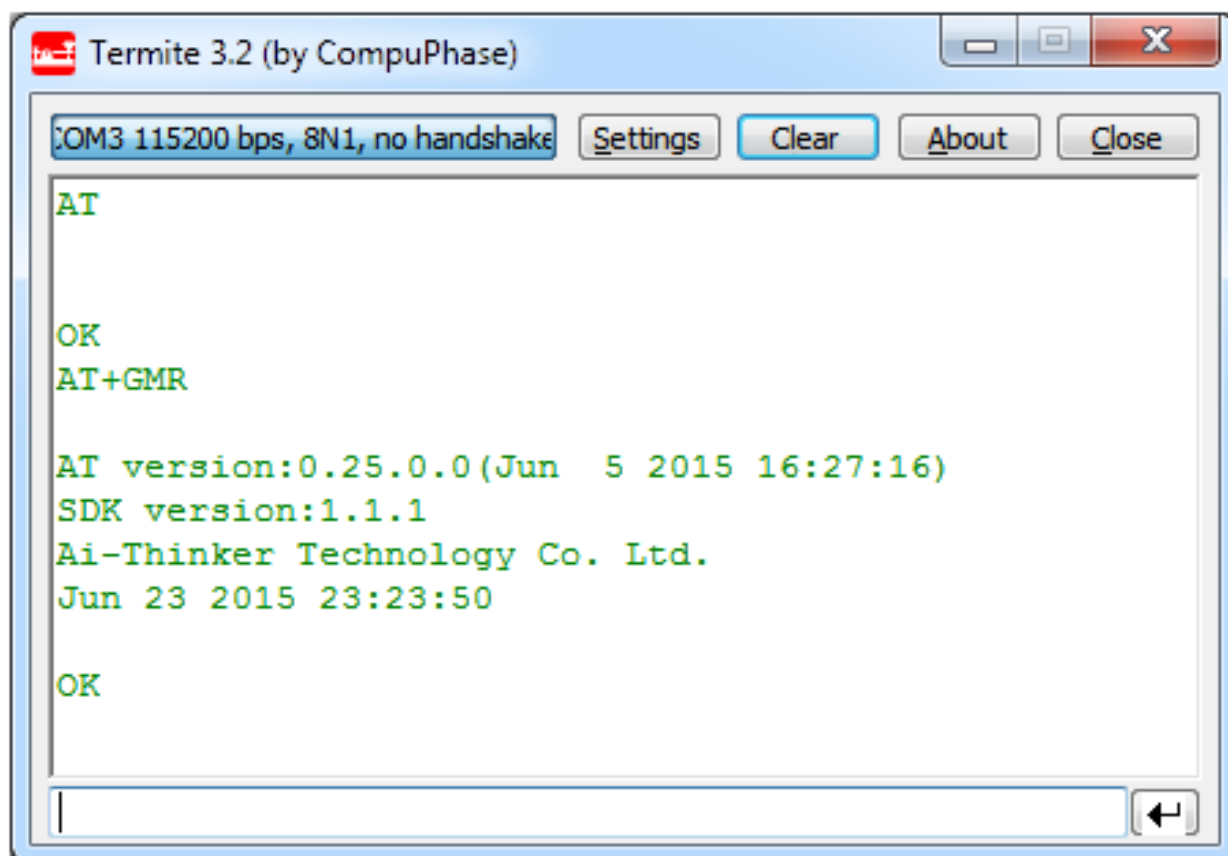 Termite 3.2 (by CompuPhase)
COM3 115200 bps, 8N1, no handshake Settings Clear About Close
AT
OK
AT+GMR
AT version:0.25.0.0(Jun  5 2015 16:27:16)
SDK version:1.1.1
Ai-Thinker Technology Co. Ltd.
Jun 23 2015 23:23:50
OK